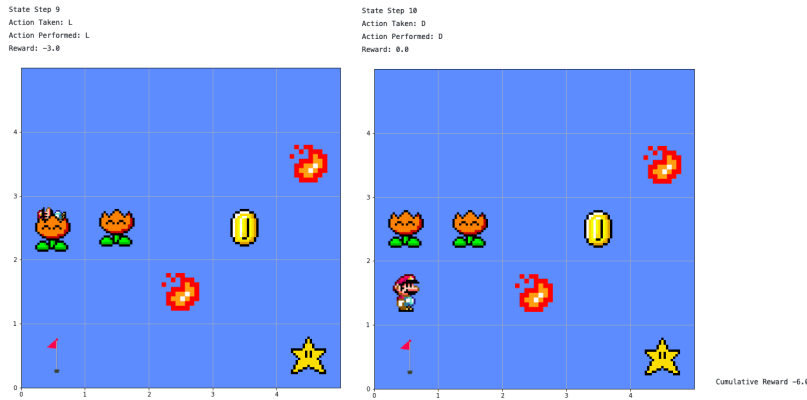 State Step 9
Action Taken: L
Action Performed: L
Reward: −3.0
4
3
2
1
0
0
1
2
3
4
State Step 10
Action Taken: D
Action Performed: D
Reward: 0.0
4
3
2
1
0
0
1
2
3
4
Cumulative Reward −6.0